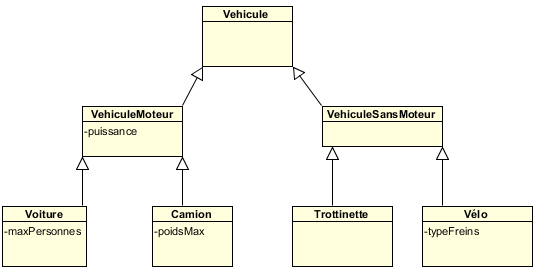 Vehicule
VehiculeMoteur
-puissance
VehiculeSansMoteur
Voiture
-maxPersonnes
Camion
-poidsMax
Trottinette
Vélo
-typeFreins